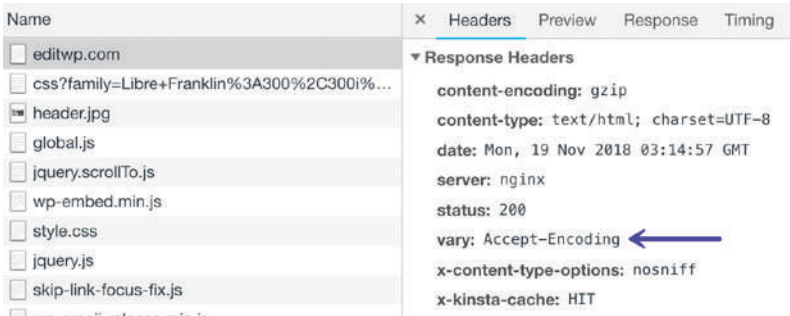 Name
editwp.com
css?family=Libre+Franklin%3A300%2C300i%...
header.jpg
global.js
jquery.scrollTo.js
wp-embed.min.js
style.css
jquery.js
skip-link-focus-fix.js
× Headers Preview Response Timing
▼ Response Headers
content-encoding: gzip
content-type: text/html; charset=UTF-8
date: Mon, 19 Nov 2018 03:14:57 GMT
server: nginx
status: 200
vary: Accept-Encoding
x-content-type-options: nosniff
x-kinsta-cache: HIT